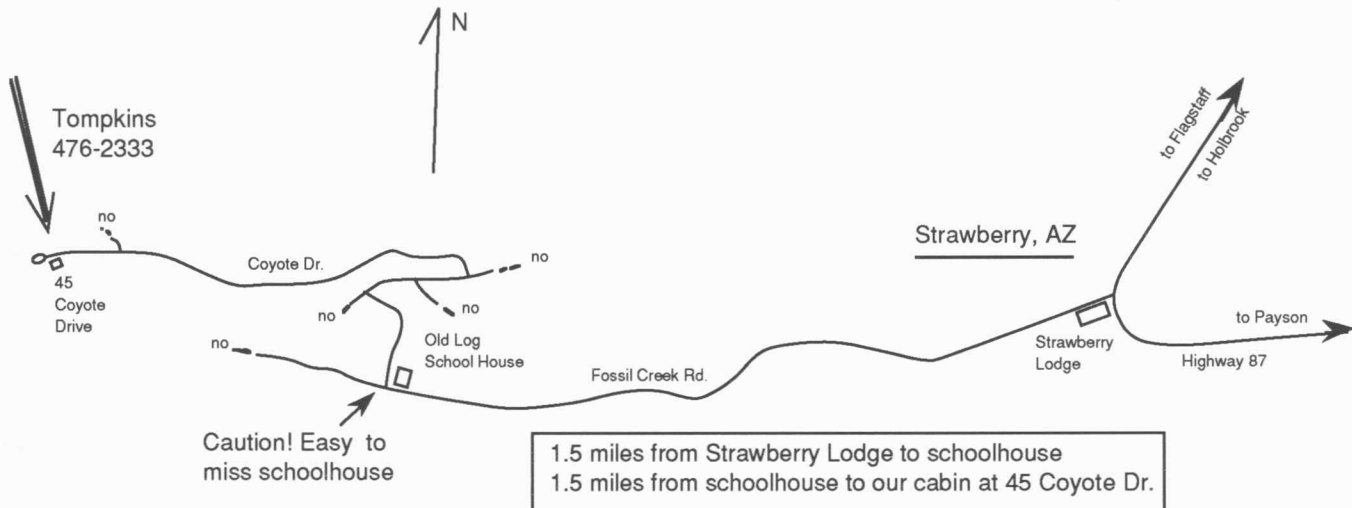 N
Tompkins
476-2333
to Flagstaff
to Holbrook
no
Strawberry, AZ
Coyote Dr.
no
45
Coyote
Drive
no
no
to Payson
Old Log
School House
no
Strawberry
Lodge
Highway 87
Fossil Creek Rd.
Caution! Easy to
miss schoolhouse
1.5 miles from Strawberry Lodge to schoolhouse
1.5 miles from schoolhouse to our cabin at 45 Coyote Dr.